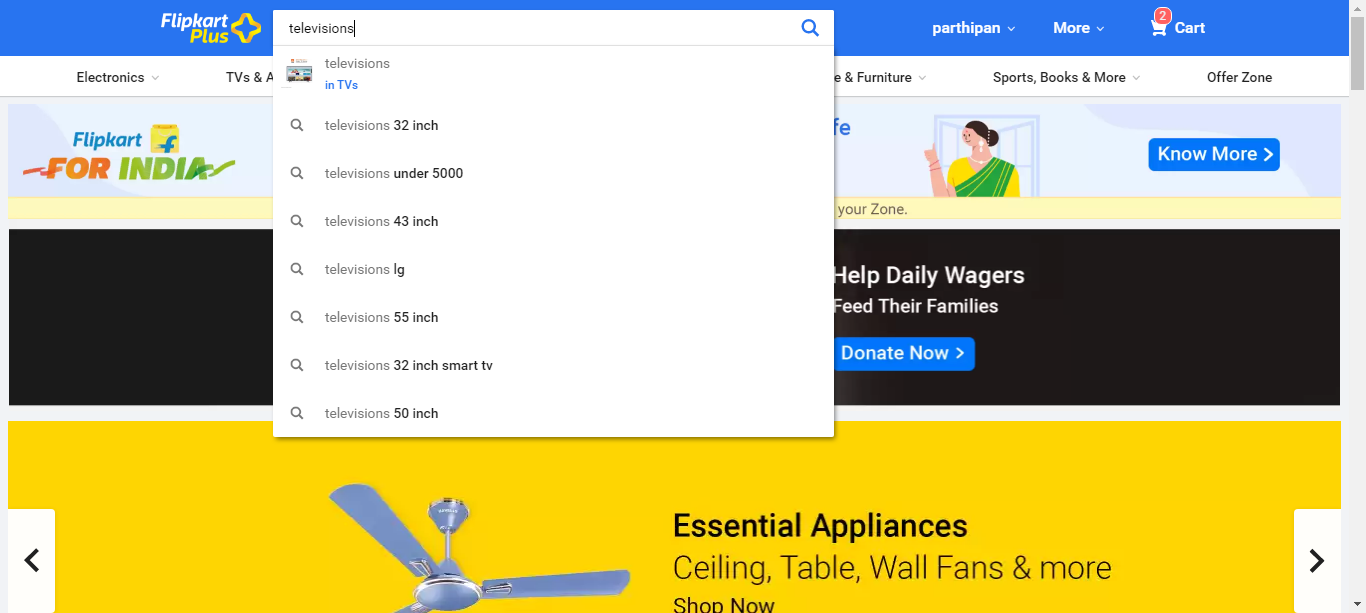 Flipkart
Plus
televisions
parthipan
More
2
Cart
Electronics
TVs & A
e & Furniture
Sports, Books & More
Offer Zone
televisions
in TVs
televisions 32 inch
televisions under 5000
televisions 43 inch
televisions lg
televisions 55 inch
televisions 32 inch smart tv
televisions 50 inch
Flipkart
FOR INDIA
fe
Know More
your Zone.
Help Daily Wagers
Feed Their Families
Donate Now
Essential Appliances
Ceiling, Table, Wall Fans & more
Shop Now